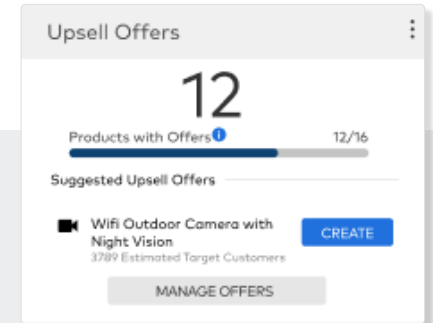 Upsell Offers
12
Products with Offers 12/16
Suggested Upsell Offers
Wifi Outdoor Camera with
Night Vision
3789 Estimated Target Customers
CREATE
MANAGE OFFERS